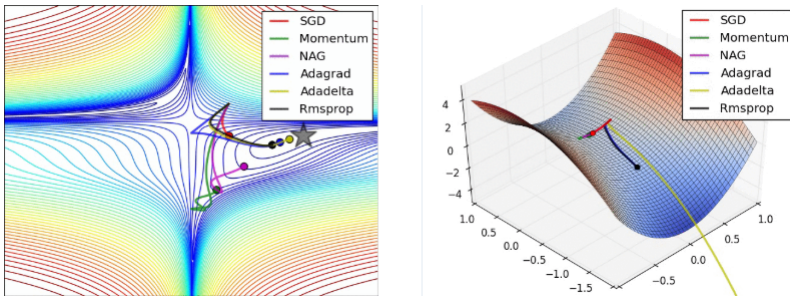 SGD
Momentum
NAG
Adagrad
Adadelta
Rmsprop
SGD
Momentum
NAG
Adagrad
Adadelta
Rmsprop
4
2
0
−2
−4
1.0
0.5
0.0
−0.5
−1.0
−1.5
−0.5
0.0
0.5
1.0